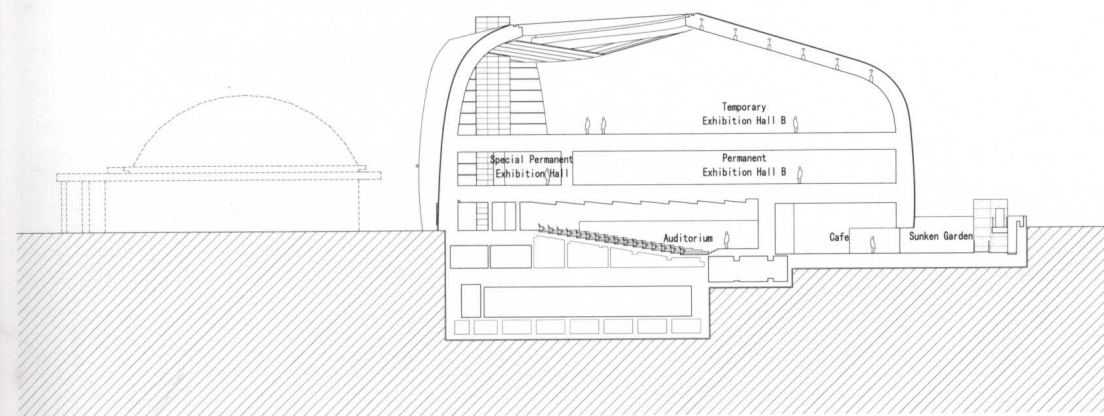 Temporary
Exhibition Hall B
Special Permanent
Exhibition Hall
Permanent
Exhibition Hall B
Auditorium
Cafe
Sunken Garden